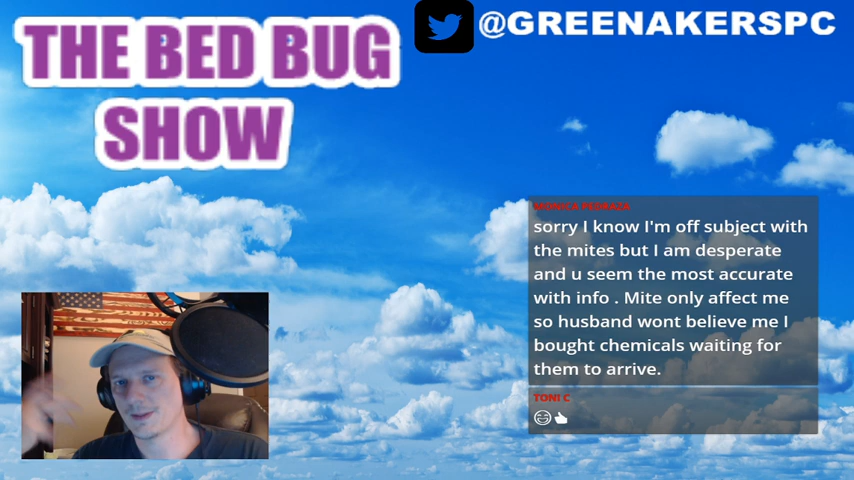 THE BED BUG
SHOW
@GREENAKERSPC
MONICA PEDRAZA
sorry I know I'm off subject with
the mites but I am desperate
and u seem the most accurate
with info . Mite only affect me
so husband wont believe me I
bought chemicals waiting for
them to arrive.
TONI C